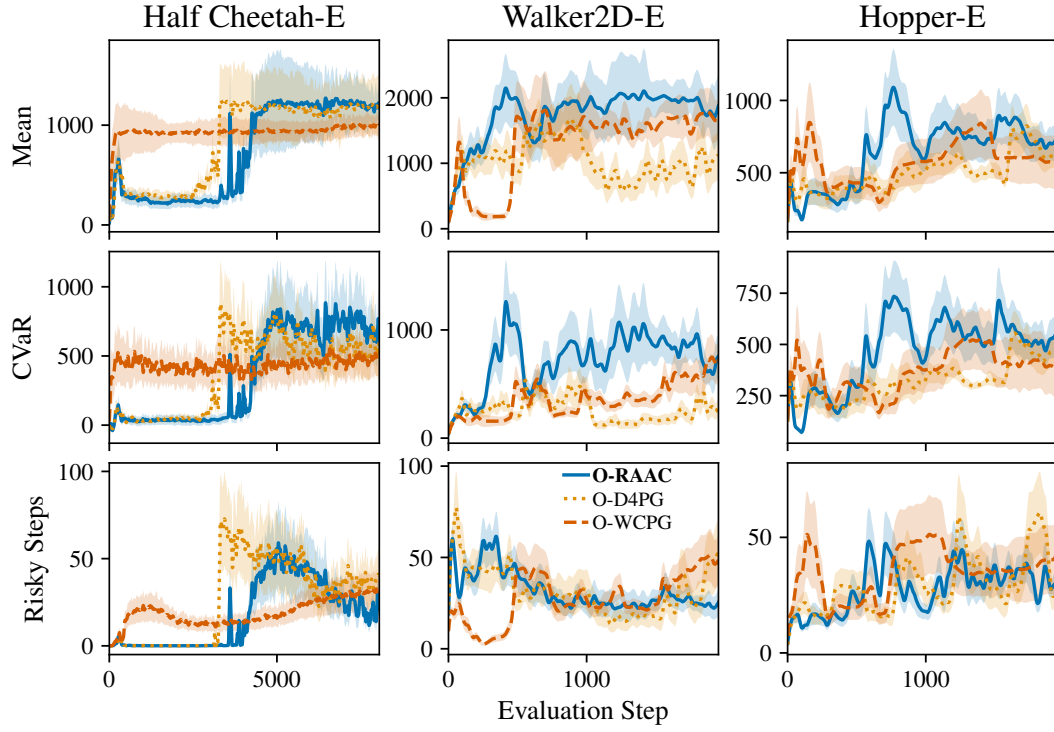 Half Cheetah-E
Walker2D-E
Hopper-E
Mean
1000
0
2000
1000
0
1000
500
CVaR
1000
500
0
1000
0
750
500
250
Risky Steps
100
50
0
100
50
0
50
0
O-RAAC
O-D4PG
O-WCPG
0
5000
0
1000
0
1000
Evaluation Step